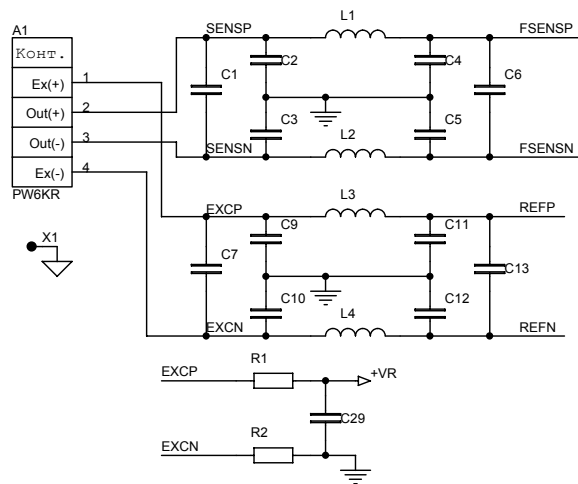 A1
Конт.
Ex(+) 1
Out(+) 2
Out(-) 3
Ex(-) 4
PW6KR
X1
SENSP L1 FSENSP
C1 C2 C4 C6
C3 C5
SENSN L2 FSENSN
EXCP L3 REFP
C7 C9 C11 C13
C10 C12
EXCN L4 REFN
EXCP R1 +VR
C29
EXCN R2